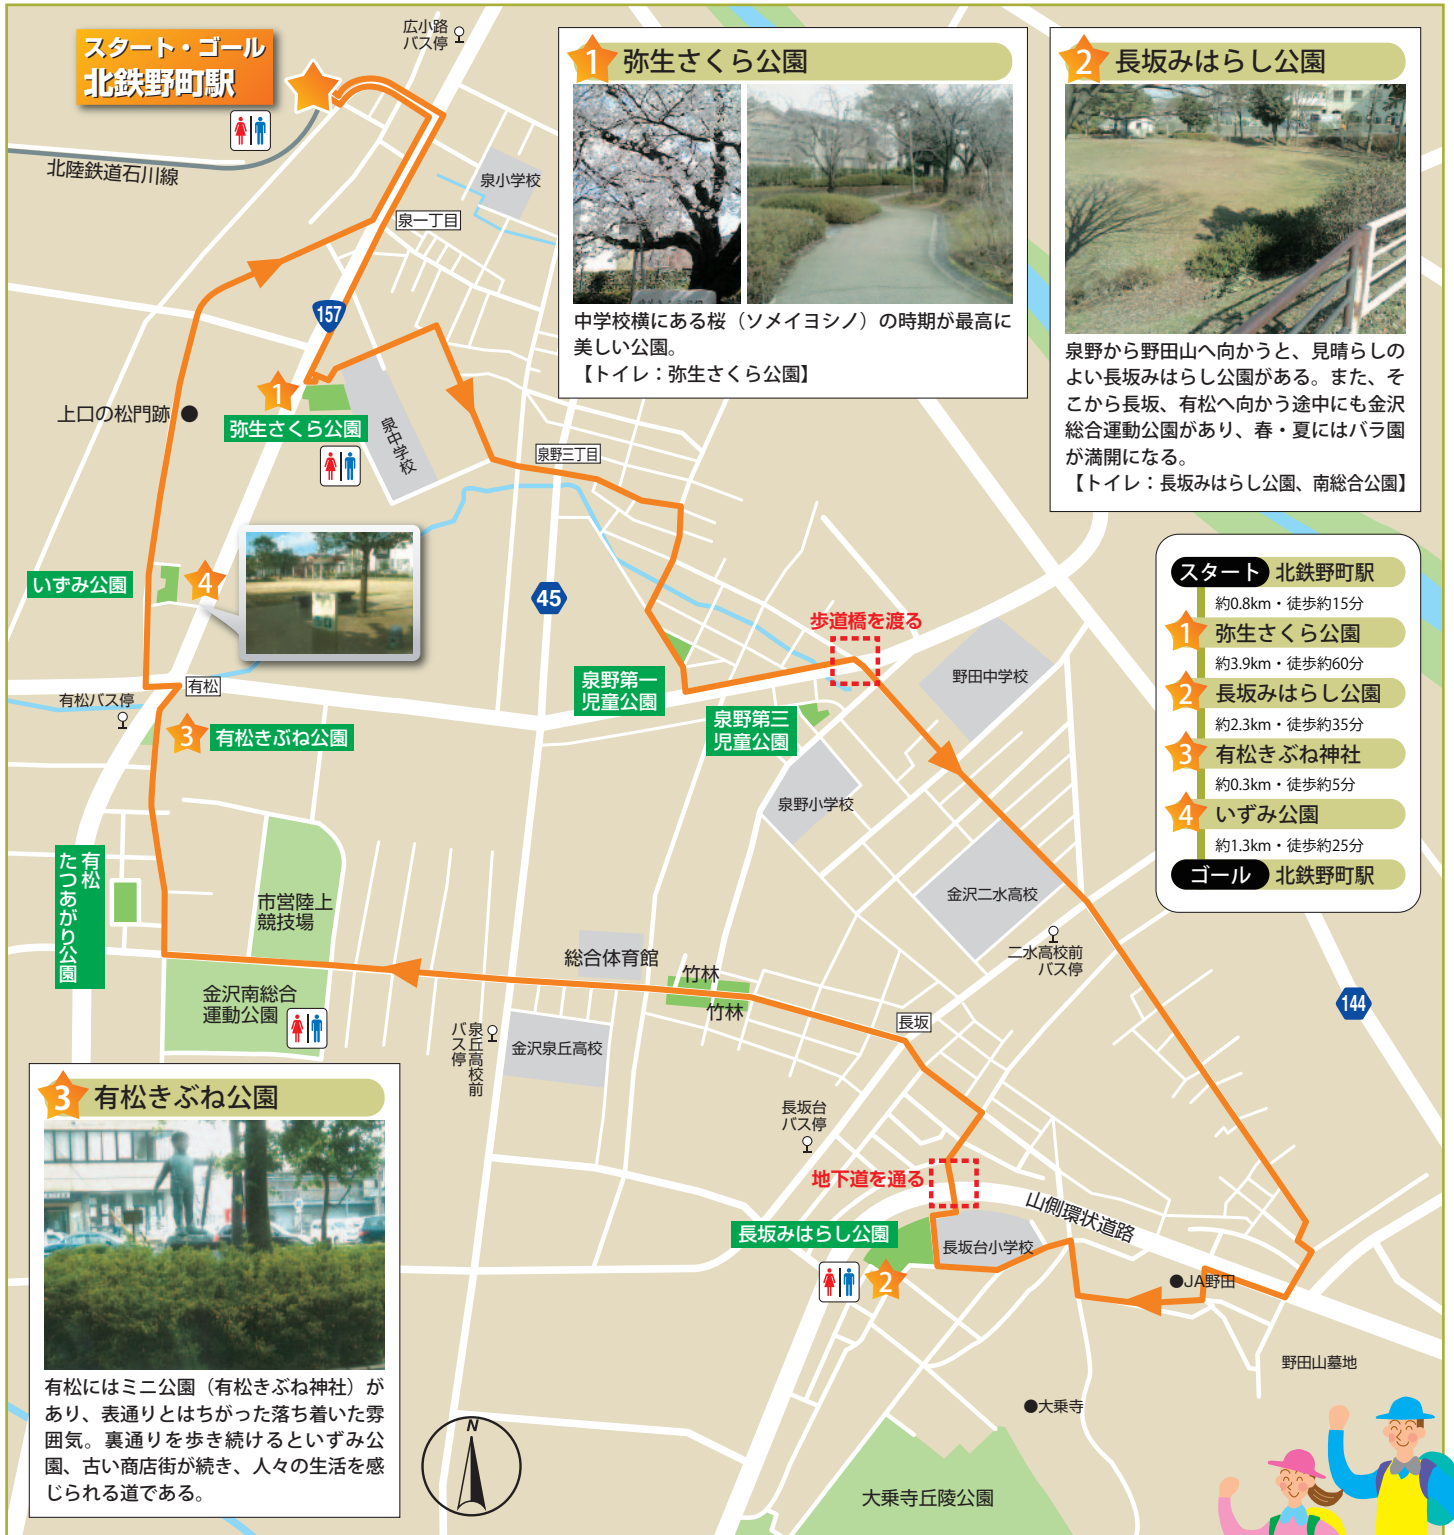 スタート・ゴール
北鉄野町駅
広小路
バス停
北陸鉄道石川線
泉小学校
泉一丁目
157
上口の松門跡
1
弥生さくら公園
泉中学校
泉野三丁目
いずみ公園
4
45
歩道橋を渡る
野田中学校
泉野第一
児童公園
泉野第三
児童公園
有松
有松バス停
3
有松きぶね公園
泉野小学校
金沢二水高校
二水高校前
バス停
144
有松
たつあがり公園
市営陸上
競技場
総合体育館
竹林
竹林
長坂
金沢南総合
運動公園
泉丘高校前
バス停
金沢泉丘高校
長坂台
バス停
地下道を通る
山側環状道路
長坂みはらし公園
2
長坂台小学校
JA野田
野田山墓地
大乗寺
大乗寺丘陵公園
N
1 弥生さくら公園
中学校横にある桜（ソメイヨシノ）の時期が最高に
美しい公園。
【トイレ：弥生さくら公園】
2 長坂みはらし公園
泉野から野田山へ向かうと、見晴らしの
よい長坂みはらし公園がある。また、そ
こから長坂、有松へ向かう途中にも金沢
総合運動公園があり、春・夏にはバラ園
が満開になる。
【トイレ：長坂みはらし公園、南総合公園】
スタート 北鉄野町駅
約0.8km・徒歩約15分
1 弥生さくら公園
約3.9km・徒歩約60分
2 長坂みはらし公園
約2.3km・徒歩約35分
3 有松きぶね神社
約0.3km・徒歩約5分
4 いずみ公園
約1.3km・徒歩約25分
ゴール 北鉄野町駅
3 有松きぶね公園
有松にはミニ公園（有松きぶね神社）が
あり、表通りとはちがった落ち着いた雰
囲気。裏通りを歩き続けるといずみ公
園、古い商店街が続き、人々の生活を感
じられる道である。